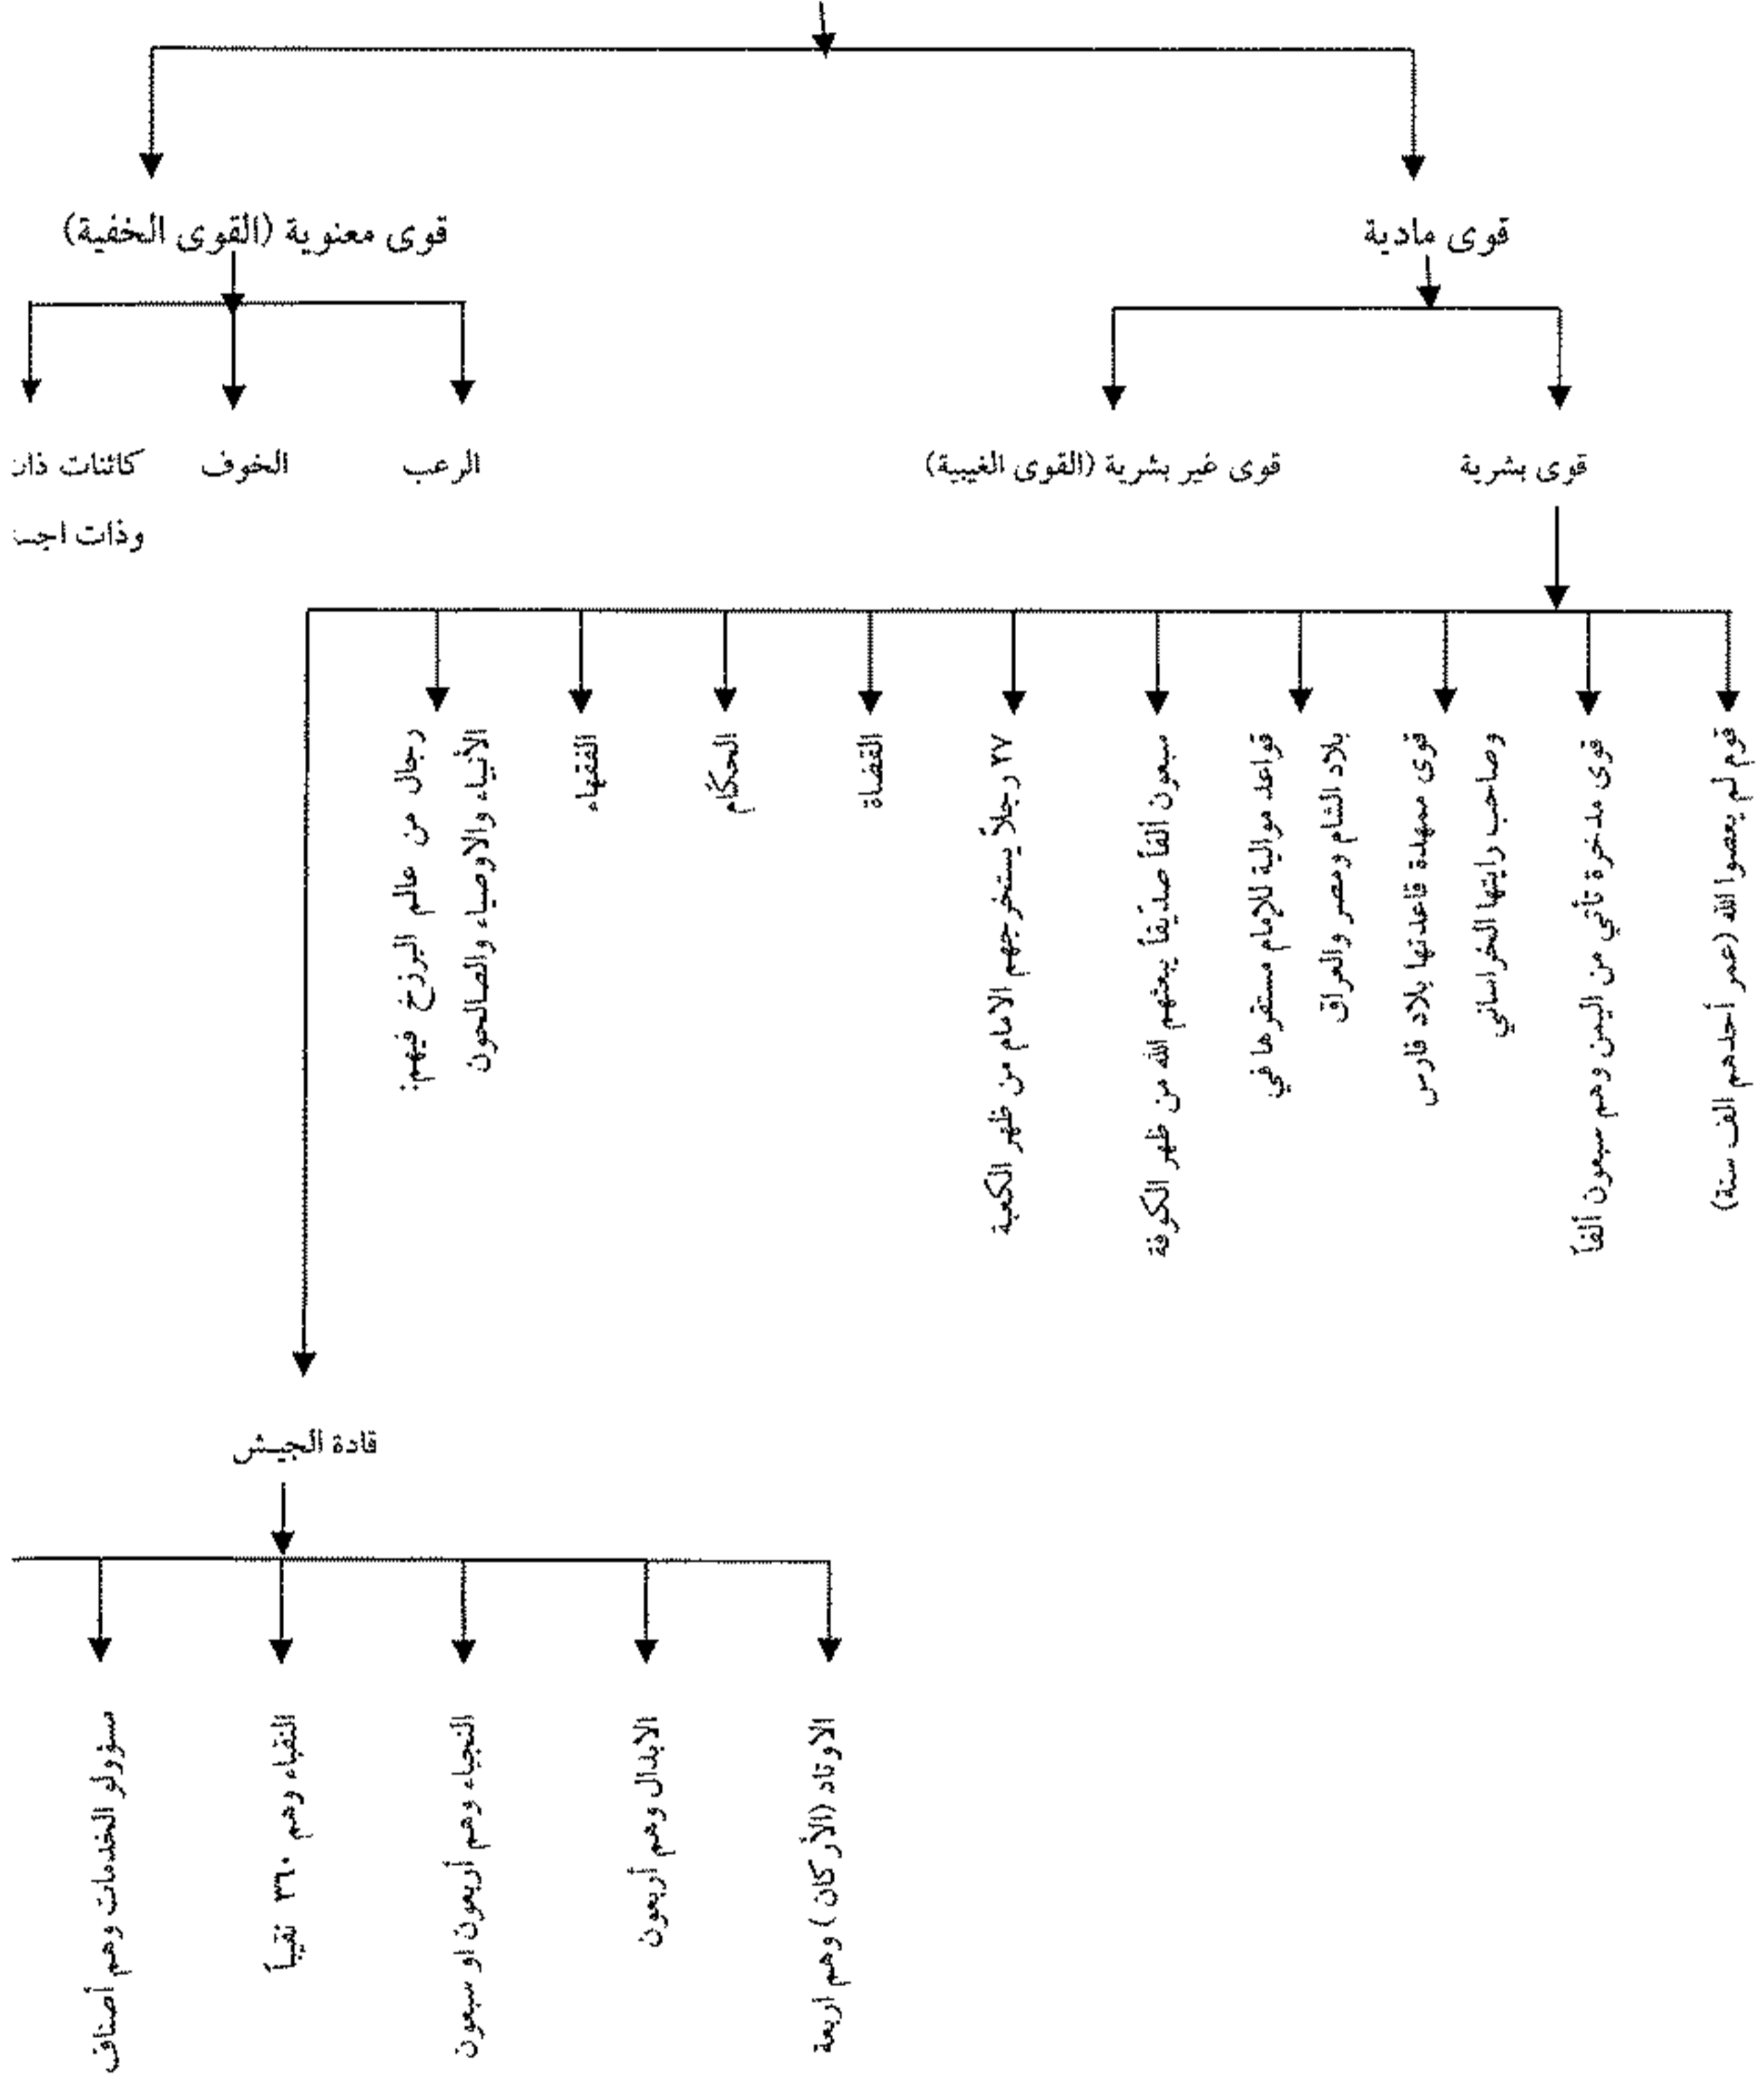 قوى مادية
قوى معنوية (القوى الخفية)
قوى بشرية
قوى غير بشرية (القوى الغيبية)
الرعب
الخوف
كائنات
وذات
قوم لم يعصوا الله (عمر أحدهم الف سنة)
قوى مدخرة تأتي من اليمن وهم سبعون ألفاً
قوى ممهدة قاعدتها بلاد فارس
وصاحب رايتها الخراساني
قواعد موالية للإمام مستقرها في
بلاد الشام ومصر والعراق
سبعون ألفاً صدّيقاً يبعثهم الله من ظهر الكوفة
٢٧ رجلاً يستخرجهم الامام من ظهر الكعبة
القضاة
الحكّام
الفقهاء
رجال من عالم البرزخ فيهم:
الأنبياء والاوصياء والصالحون
قادة الجيش
الاوتاد (الأركان) وهم اربعة
الابدال وهم أربعون
النجباء وهم أربعون او سبعون
النقباء وهم ٣٦٠ نقيباً
الخدمات وهم أصناف